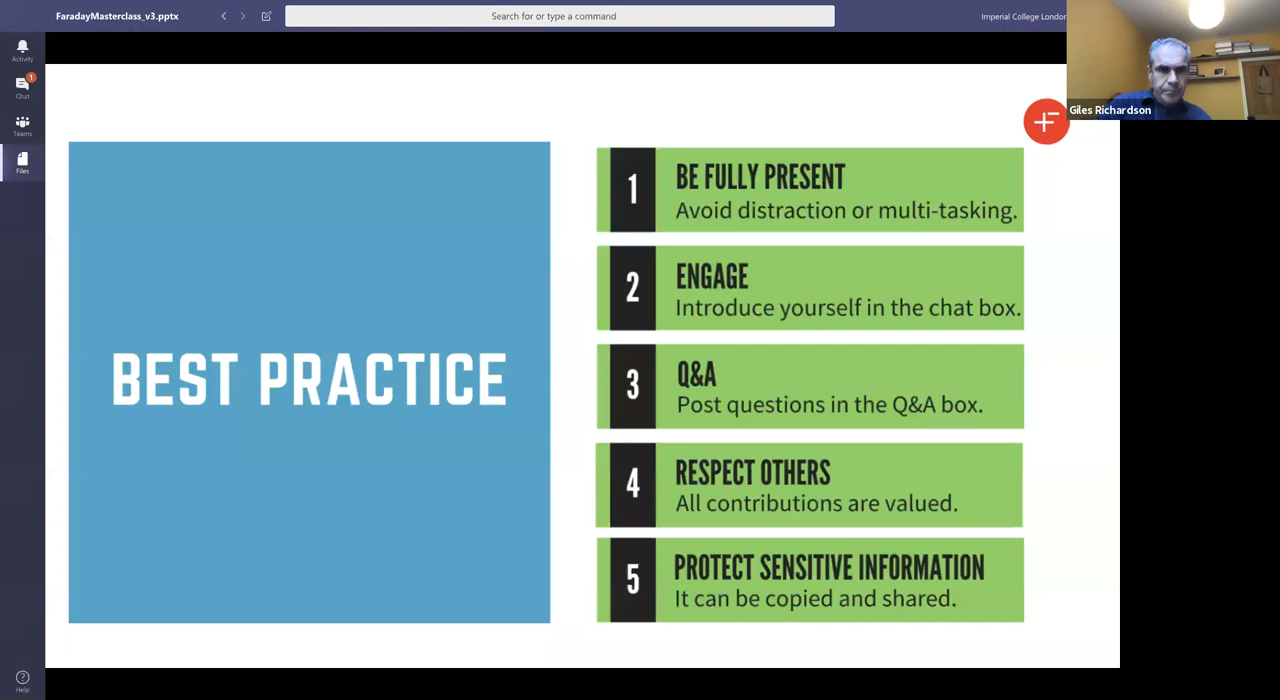 FaradayMasterclass_v3.pptx
Search for or type a command
Imperial College London
Activity
1
Chat
Teams
Files
Help
Giles Richardson
BEST PRACTICE
1
BE FULLY PRESENT
Avoid distraction or multi-tasking.
2
ENGAGE
Introduce yourself in the chat box.
3
Q&A
Post questions in the Q&A box.
4
RESPECT OTHERS
All contributions are valued.
5
PROTECT SENSITIVE INFORMATION
It can be copied and shared.